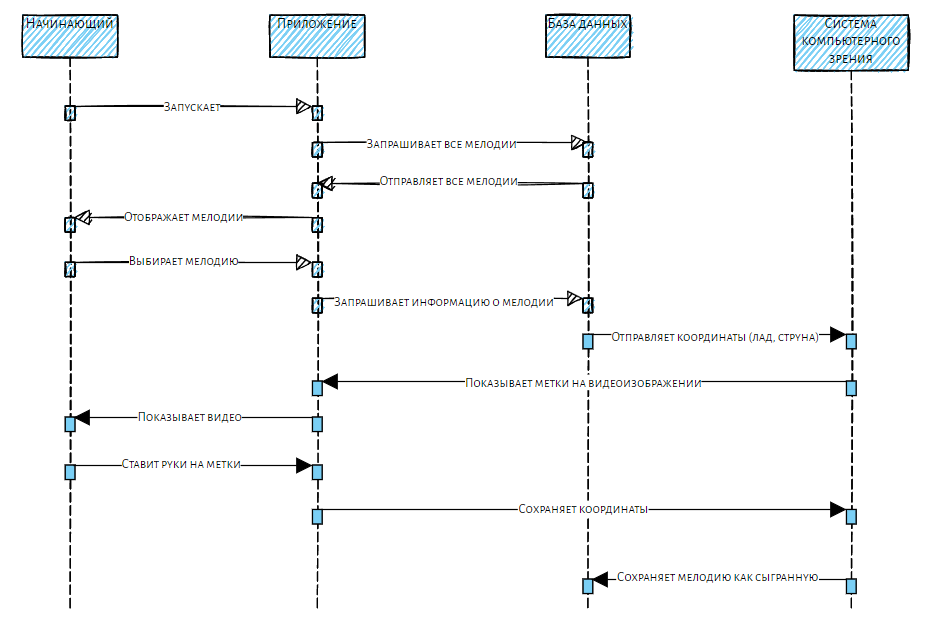 Начинающий
Приложение
База данных
Система
компьютерного
зрения
Запускает
Запрашивает все мелодии
Отправляет все мелодии
Отображает мелодии
Выбирает мелодию
Запрашивает информацию о мелодии
Отправляет координаты (лад, струна)
Показывает метки на видеоизображении
Показывает видео
Ставит руки на метки
Сохраняет координаты
Сохраняет мелодию как сыгранную